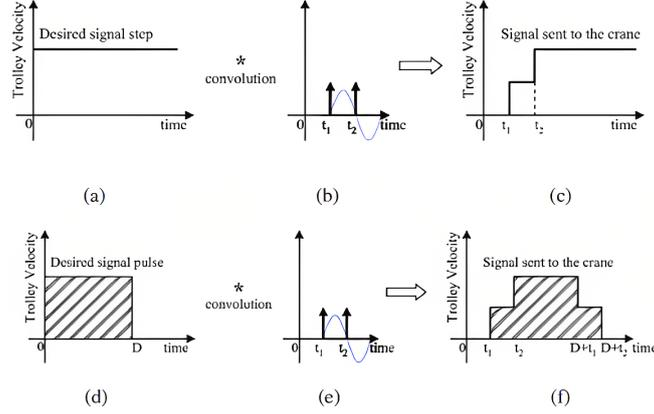 Trolley Velocity
Desired signal step
0
time
*
convolution
0
t1
t2
time
Trolley Velocity
Signal sent to the crane
0
t1
t2
time
(a)
(b)
(c)
Trolley Velocity
Desired signal pulse
0
D
time
*
convolution
0
t1
t2
time
Trolley Velocity
Signal sent to the crane
0
t1
t2
D+t1
D+t2
time
(d)
(e)
(f)